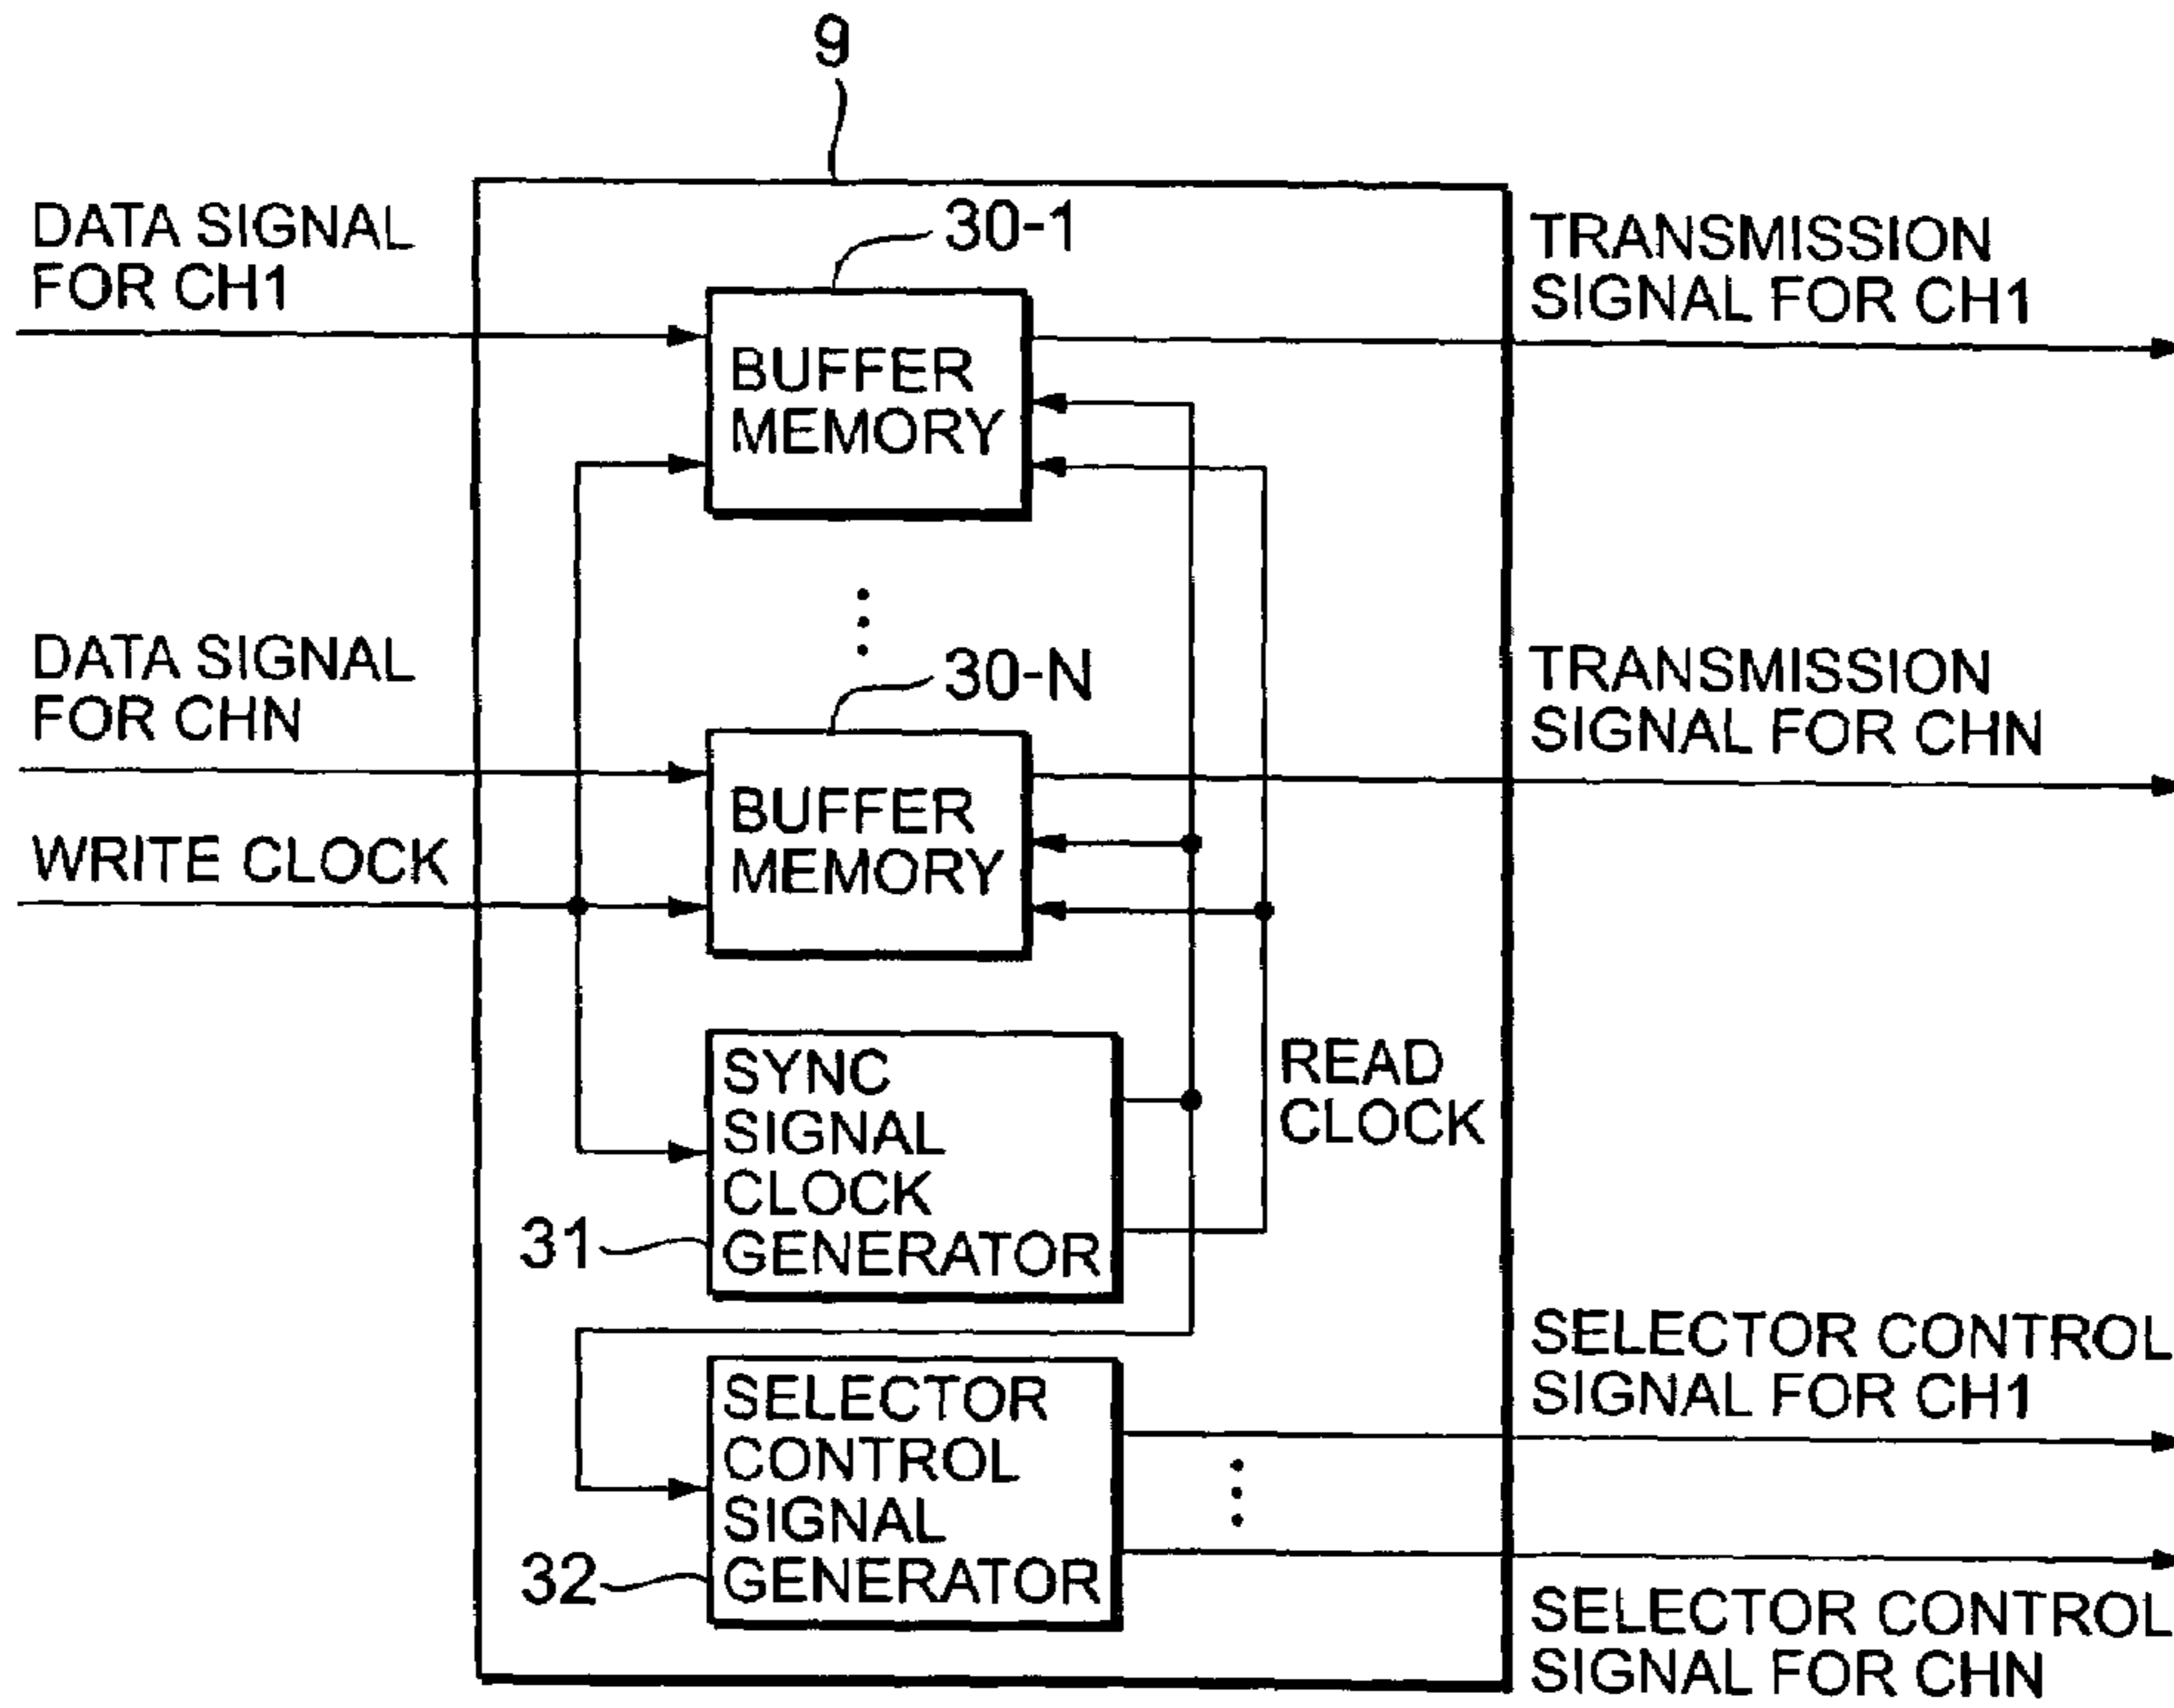 9
DATA SIGNAL
FOR CH1
30-1
TRANSMISSION
SIGNAL FOR CH1
BUFFER
MEMORY
DATA SIGNAL
FOR CHN
30-N
TRANSMISSION
SIGNAL FOR CHN
BUFFER
MEMORY
WRITE CLOCK
SYNC
SIGNAL
CLOCK
GENERATOR
READ
CLOCK
31
SELECTOR CONTROL
SIGNAL FOR CH1
SELECTOR
CONTROL
SIGNAL
GENERATOR
32
SELECTOR CONTROL
SIGNAL FOR CHN